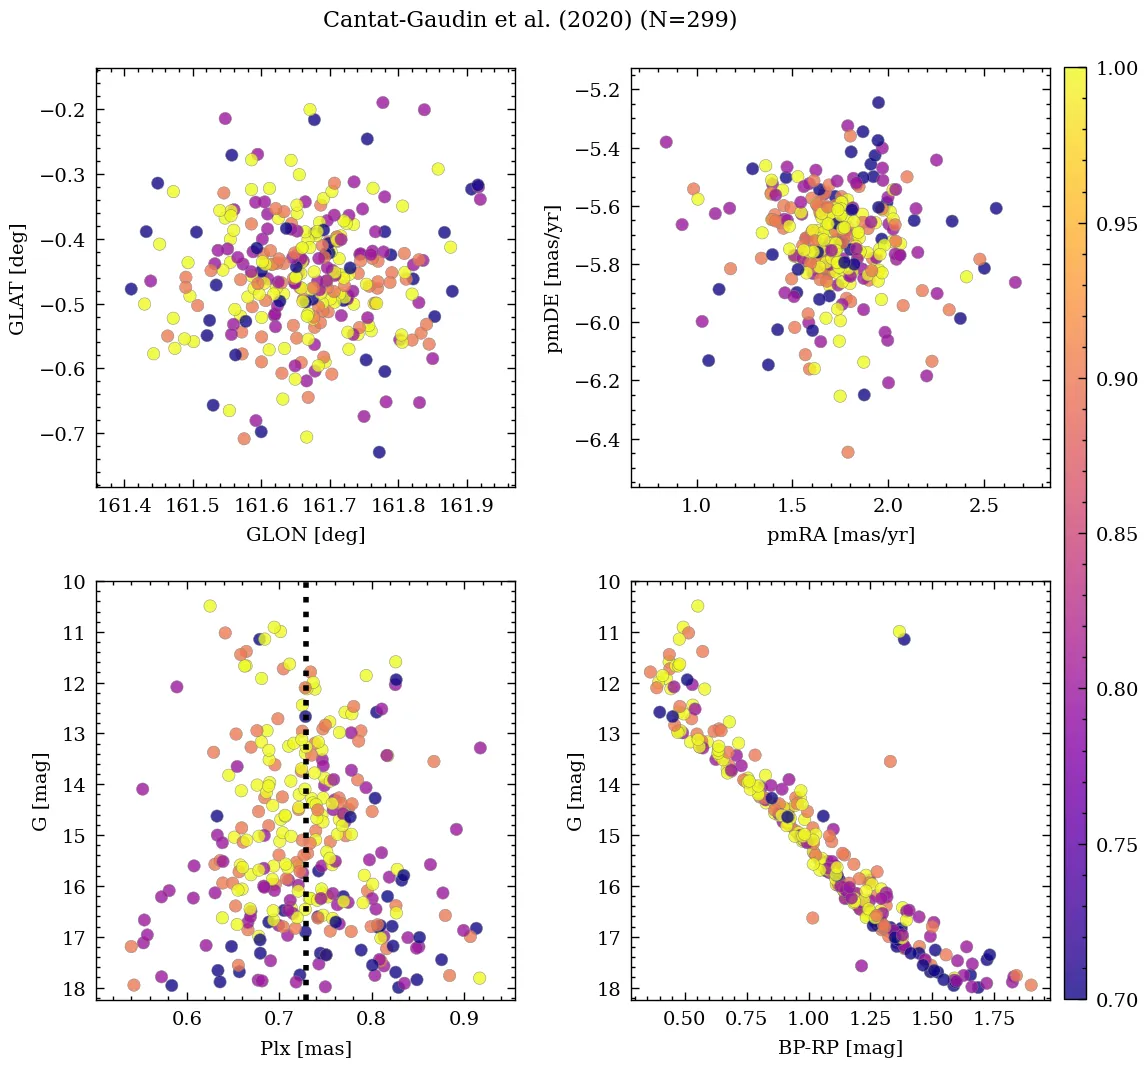 Cantat-Gaudin et al. (2020) (N=299)
−0.2
−0.3
−0.4
−0.5
−0.6
−0.7
GLAT [deg]
161.4 161.5 161.6 161.7 161.8 161.9
GLON [deg]
−5.2
−5.4
−5.6
−5.8
−6.0
−6.2
−6.4
pmDE [mas/yr]
1.0 1.5 2.0 2.5
pmRA [mas/yr]
10
11
12
13
14
15
16
17
18
G [mag]
0.6 0.7 0.8 0.9
Plx [mas]
10
11
12
13
14
15
16
17
18
G [mag]
0.50 0.75 1.00 1.25 1.50 1.75
BP-RP [mag]
1.00
0.95
0.90
0.85
0.80
0.75
0.70